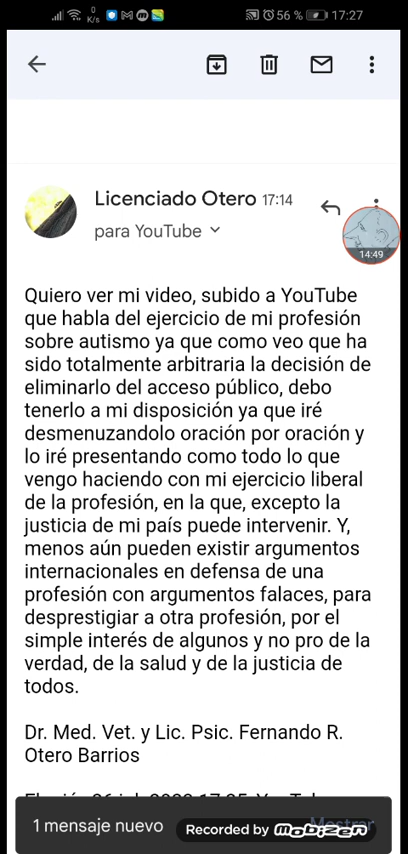 0
K/s
56 %
17:27
Licenciado Otero 17:14
para YouTube
14:49
Quiero ver mi video, subido a YouTube
que habla del ejercicio de mi profesión
sobre autismo ya que como veo que ha
sido totalmente arbitraria la decisión de
eliminarlo del acceso público, debo
tenerlo a mi disposición ya que iré
desmenuzandolo oración por oración y
lo iré presentando como todo lo que
vengo haciendo con mi ejercicio liberal
de la profesión, en la que, excepto la
justicia de mi país puede intervenir. Y,
menos aún pueden existir argumentos
internacionales en defensa de una
profesión con argumentos falaces, para
desprestigiar a otra profesión, por el
simple interés de algunos y no pro de la
verdad, de la salud y de la justicia de
todos.
Dr. Med. Vet. y Lic. Psic. Fernando R.
Otero Barrios
1 mensaje nuevo
Mostrar
Recorded by Mobizen